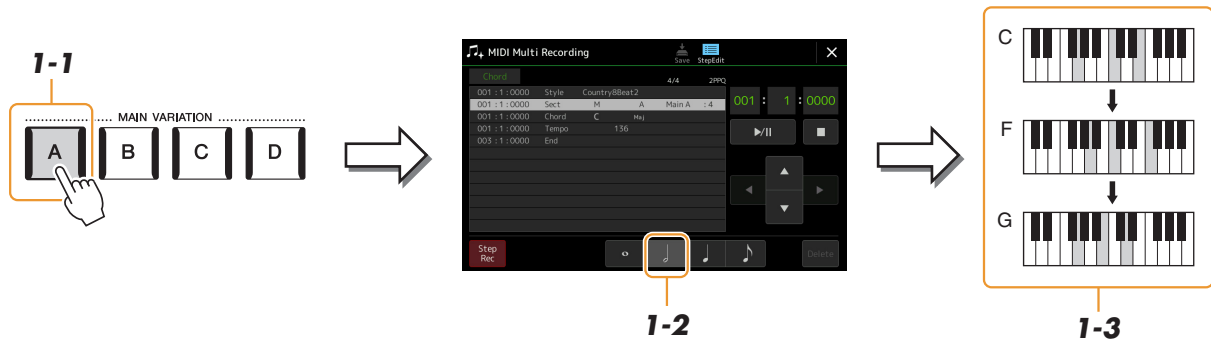 1-1
MAIN VARIATION
A B C D
MIDI Multi Recording
Save StepEdit
Chord 4/4 2PPQ
001 : 1 : 0000 Style Country8Beat2
001 : 1 : 0000 Sect M A Main A : 4
001 : 1 : 0000 Chord C Maj
001 : 1 : 0000 Tempo 136
003 : 1 : 0000 End
001 : 1 : 0000
Step
Rec
Delete
1-2
C
F
G
1-3